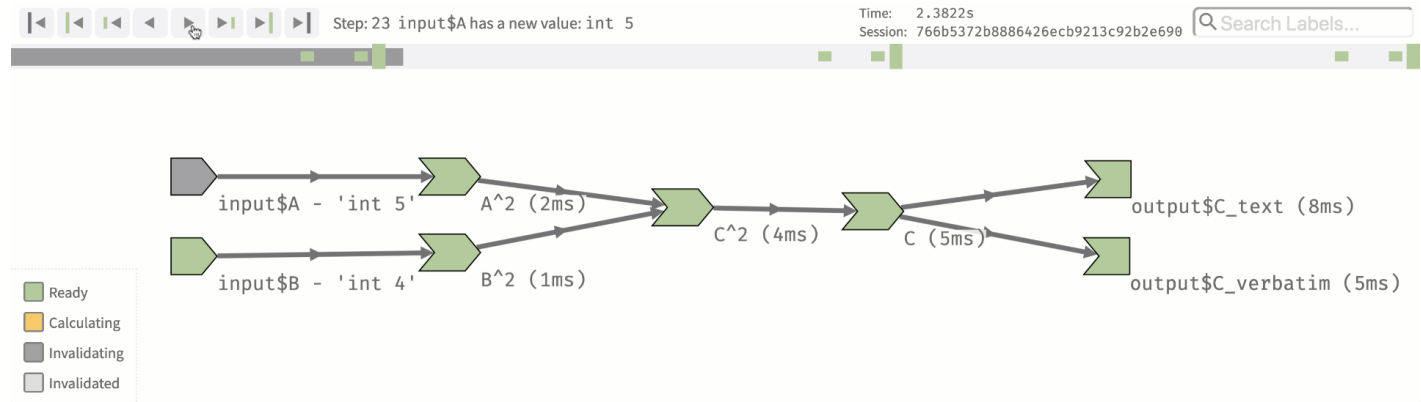 Step: 23 input$A has a new value: int 5
Time: 2.3822s
Session: 766b5372b8886426ecb9213c92b2e690
Search Labels...
input$A - 'int 5'
A^2 (2ms)
input$B - 'int 4'
B^2 (1ms)
C^2 (4ms)
C (5ms)
output$C_text (8ms)
output$C_verbatim (5ms)
Ready
Calculating
Invalidating
Invalidated